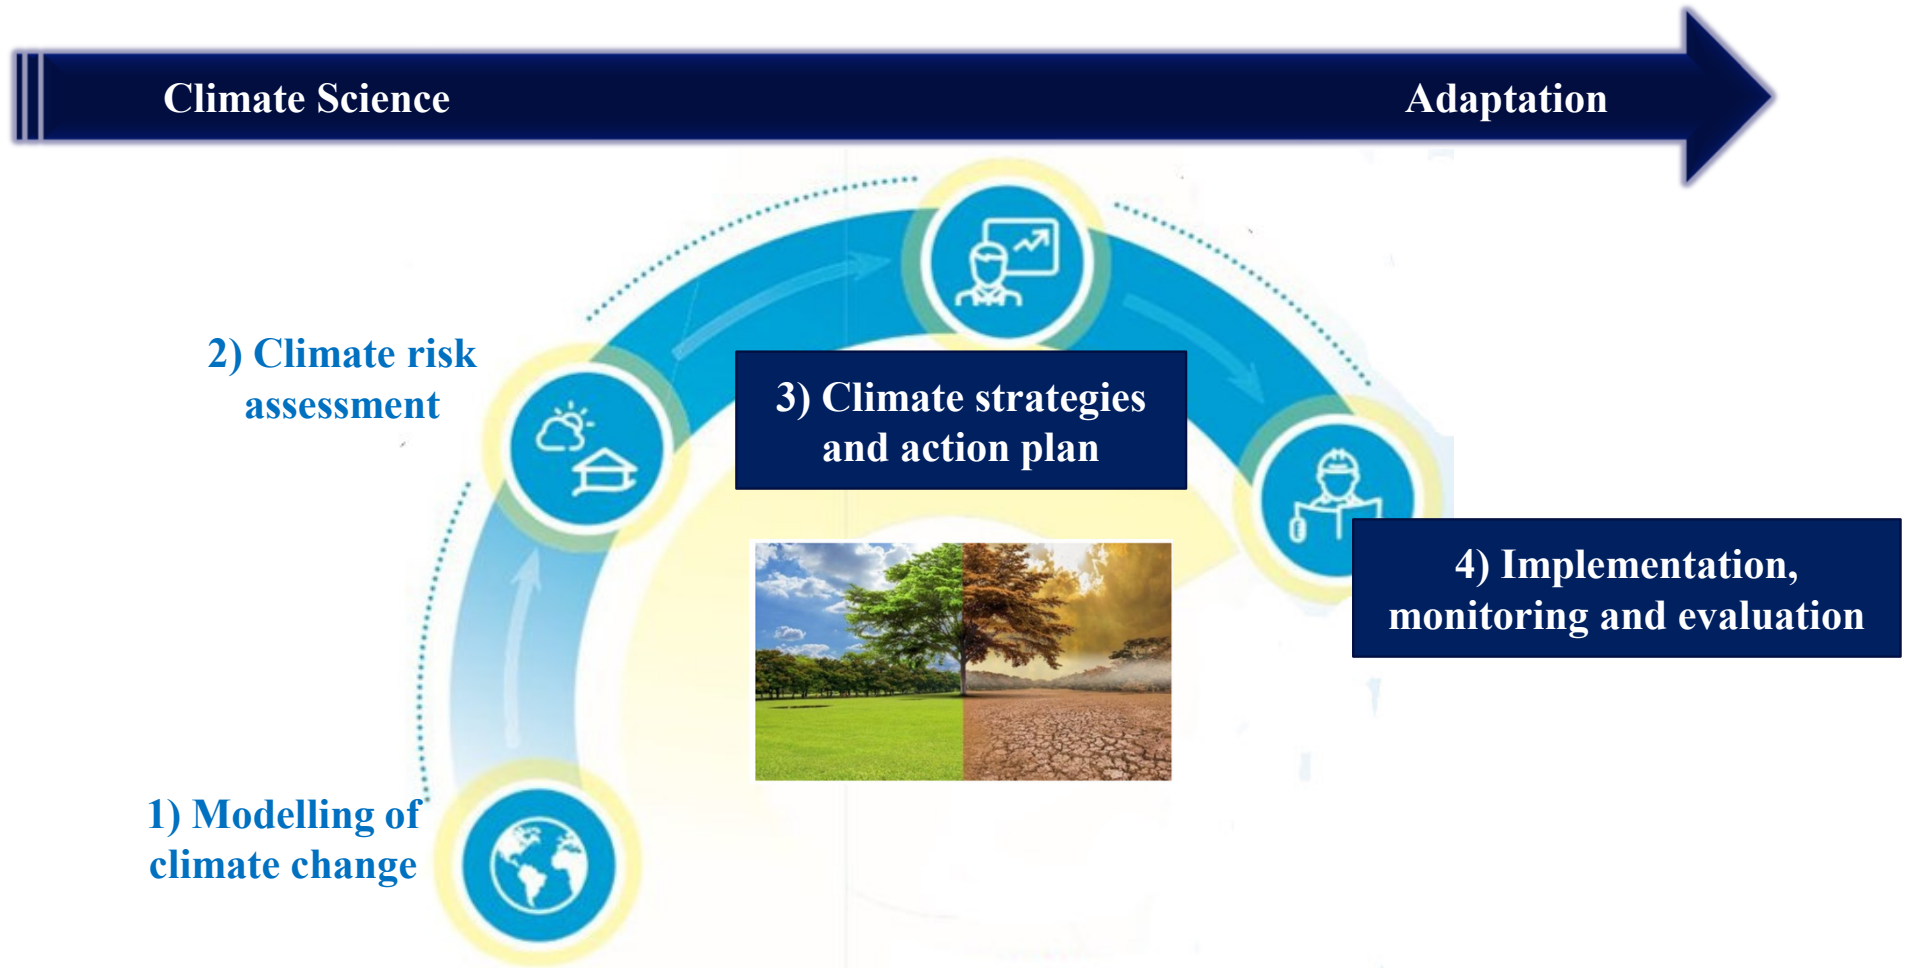 Climate Science
Adaptation
2) Climate risk
assessment
3) Climate strategies
and action plan
4) Implementation,
monitoring and evaluation
1) Modelling of
climate change